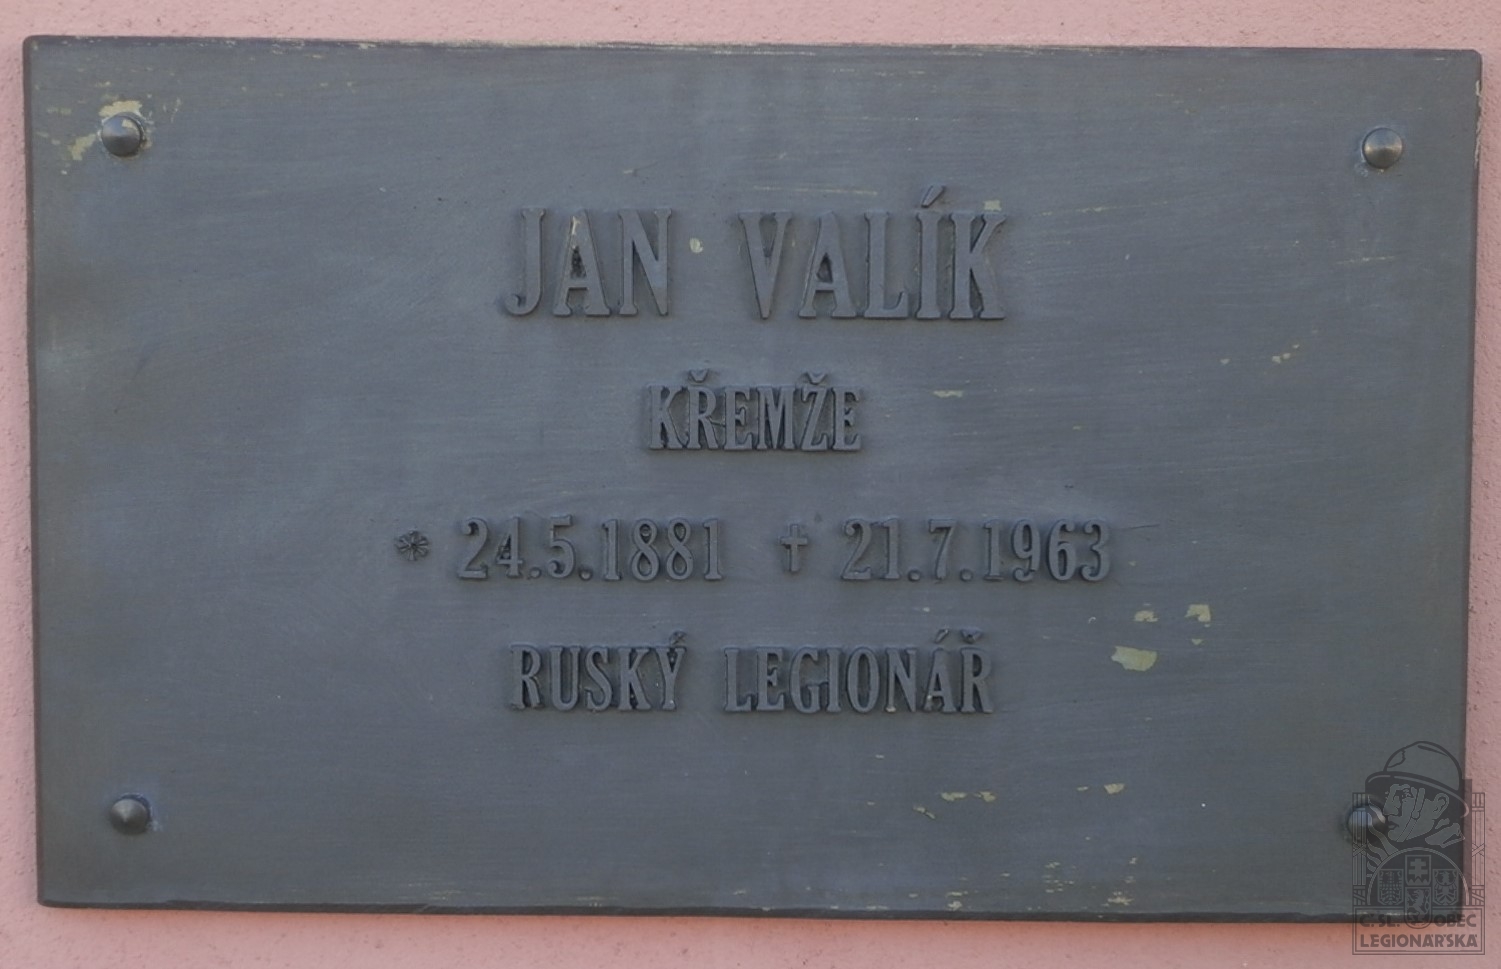 JAN VALÍK
KŘEMŽE
* 24.5.1881 ✝ 21.7.1963
RUSKÝ LEGIONÁŘ
Č. SL. OBEC
LEGIONÁŘSKÁ